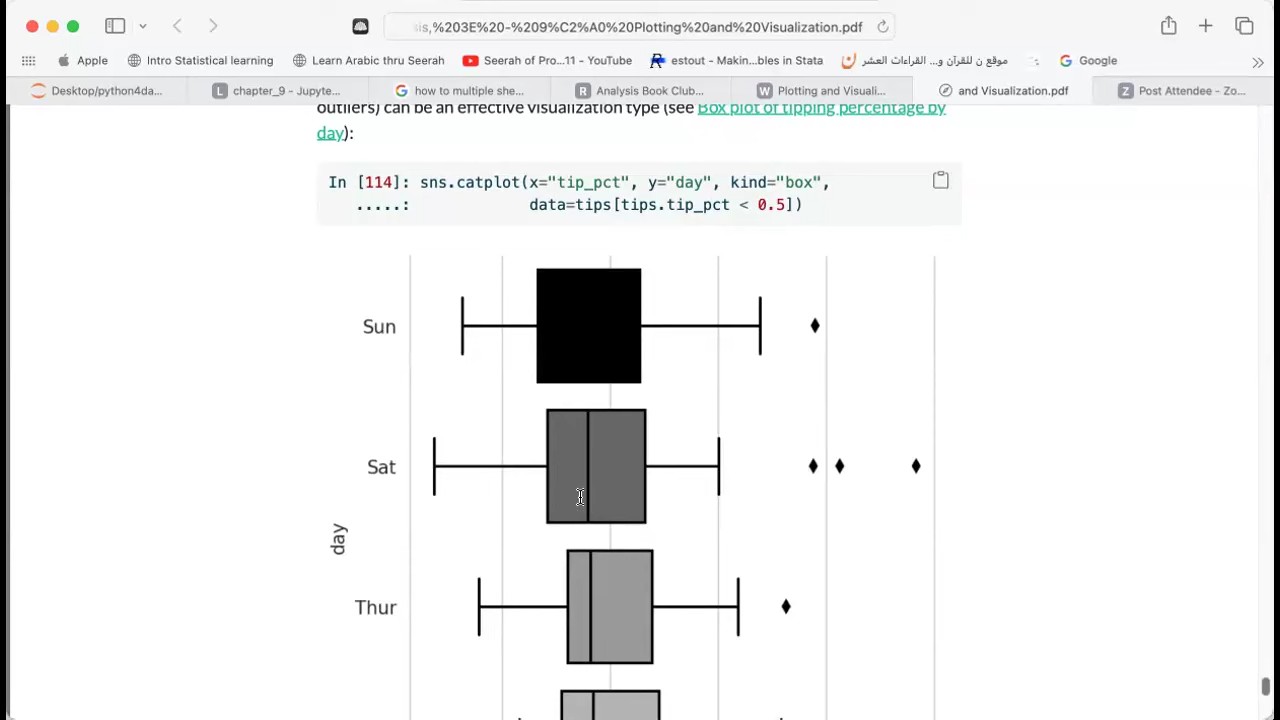 is,%203E%20-%209%C2%A0%20Plotting%20and%20Visualization.pdf
Apple
Intro Statistical learning
Learn Arabic thru Seerah
Seerah of Pro...11 – YouTube
estout - Makin...bles in Stata
موقع ن للقرآن و... القراءات العشر
Google
Desktop/python4da...
chapter_9 - Jupyte...
how to multiple she...
Analysis Book Club...
Plotting and Visuali...
and Visualization.pdf
Post Attendee - Zo...
outliers) can be an effective visualization type (see Box plot of tipping percentage by
day):
In [114]: sns.catplot(x="tip_pct", y="day", kind="box",
.....: data=tips[tips.tip_pct < 0.5])
Sun
Sat
day
Thur